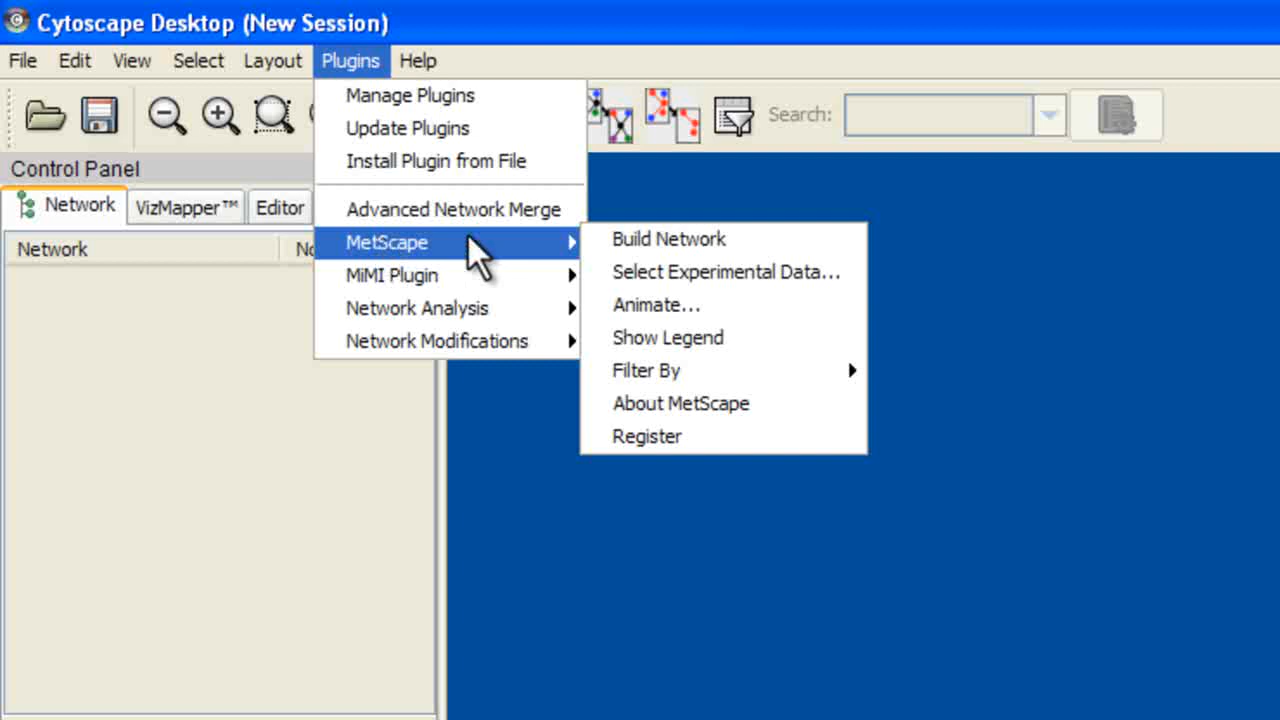 Cytoscape Desktop (New Session)
File Edit View Select Layout Plugins Help
Search:
Manage Plugins
Update Plugins
Install Plugin from File
Advanced Network Merge
MetScape
MiMI Plugin
Network Analysis
Network Modifications
Build Network
Select Experimental Data...
Animate...
Show Legend
Filter By
About MetScape
Register
Control Panel
Network VizMapper™ Editor
Network